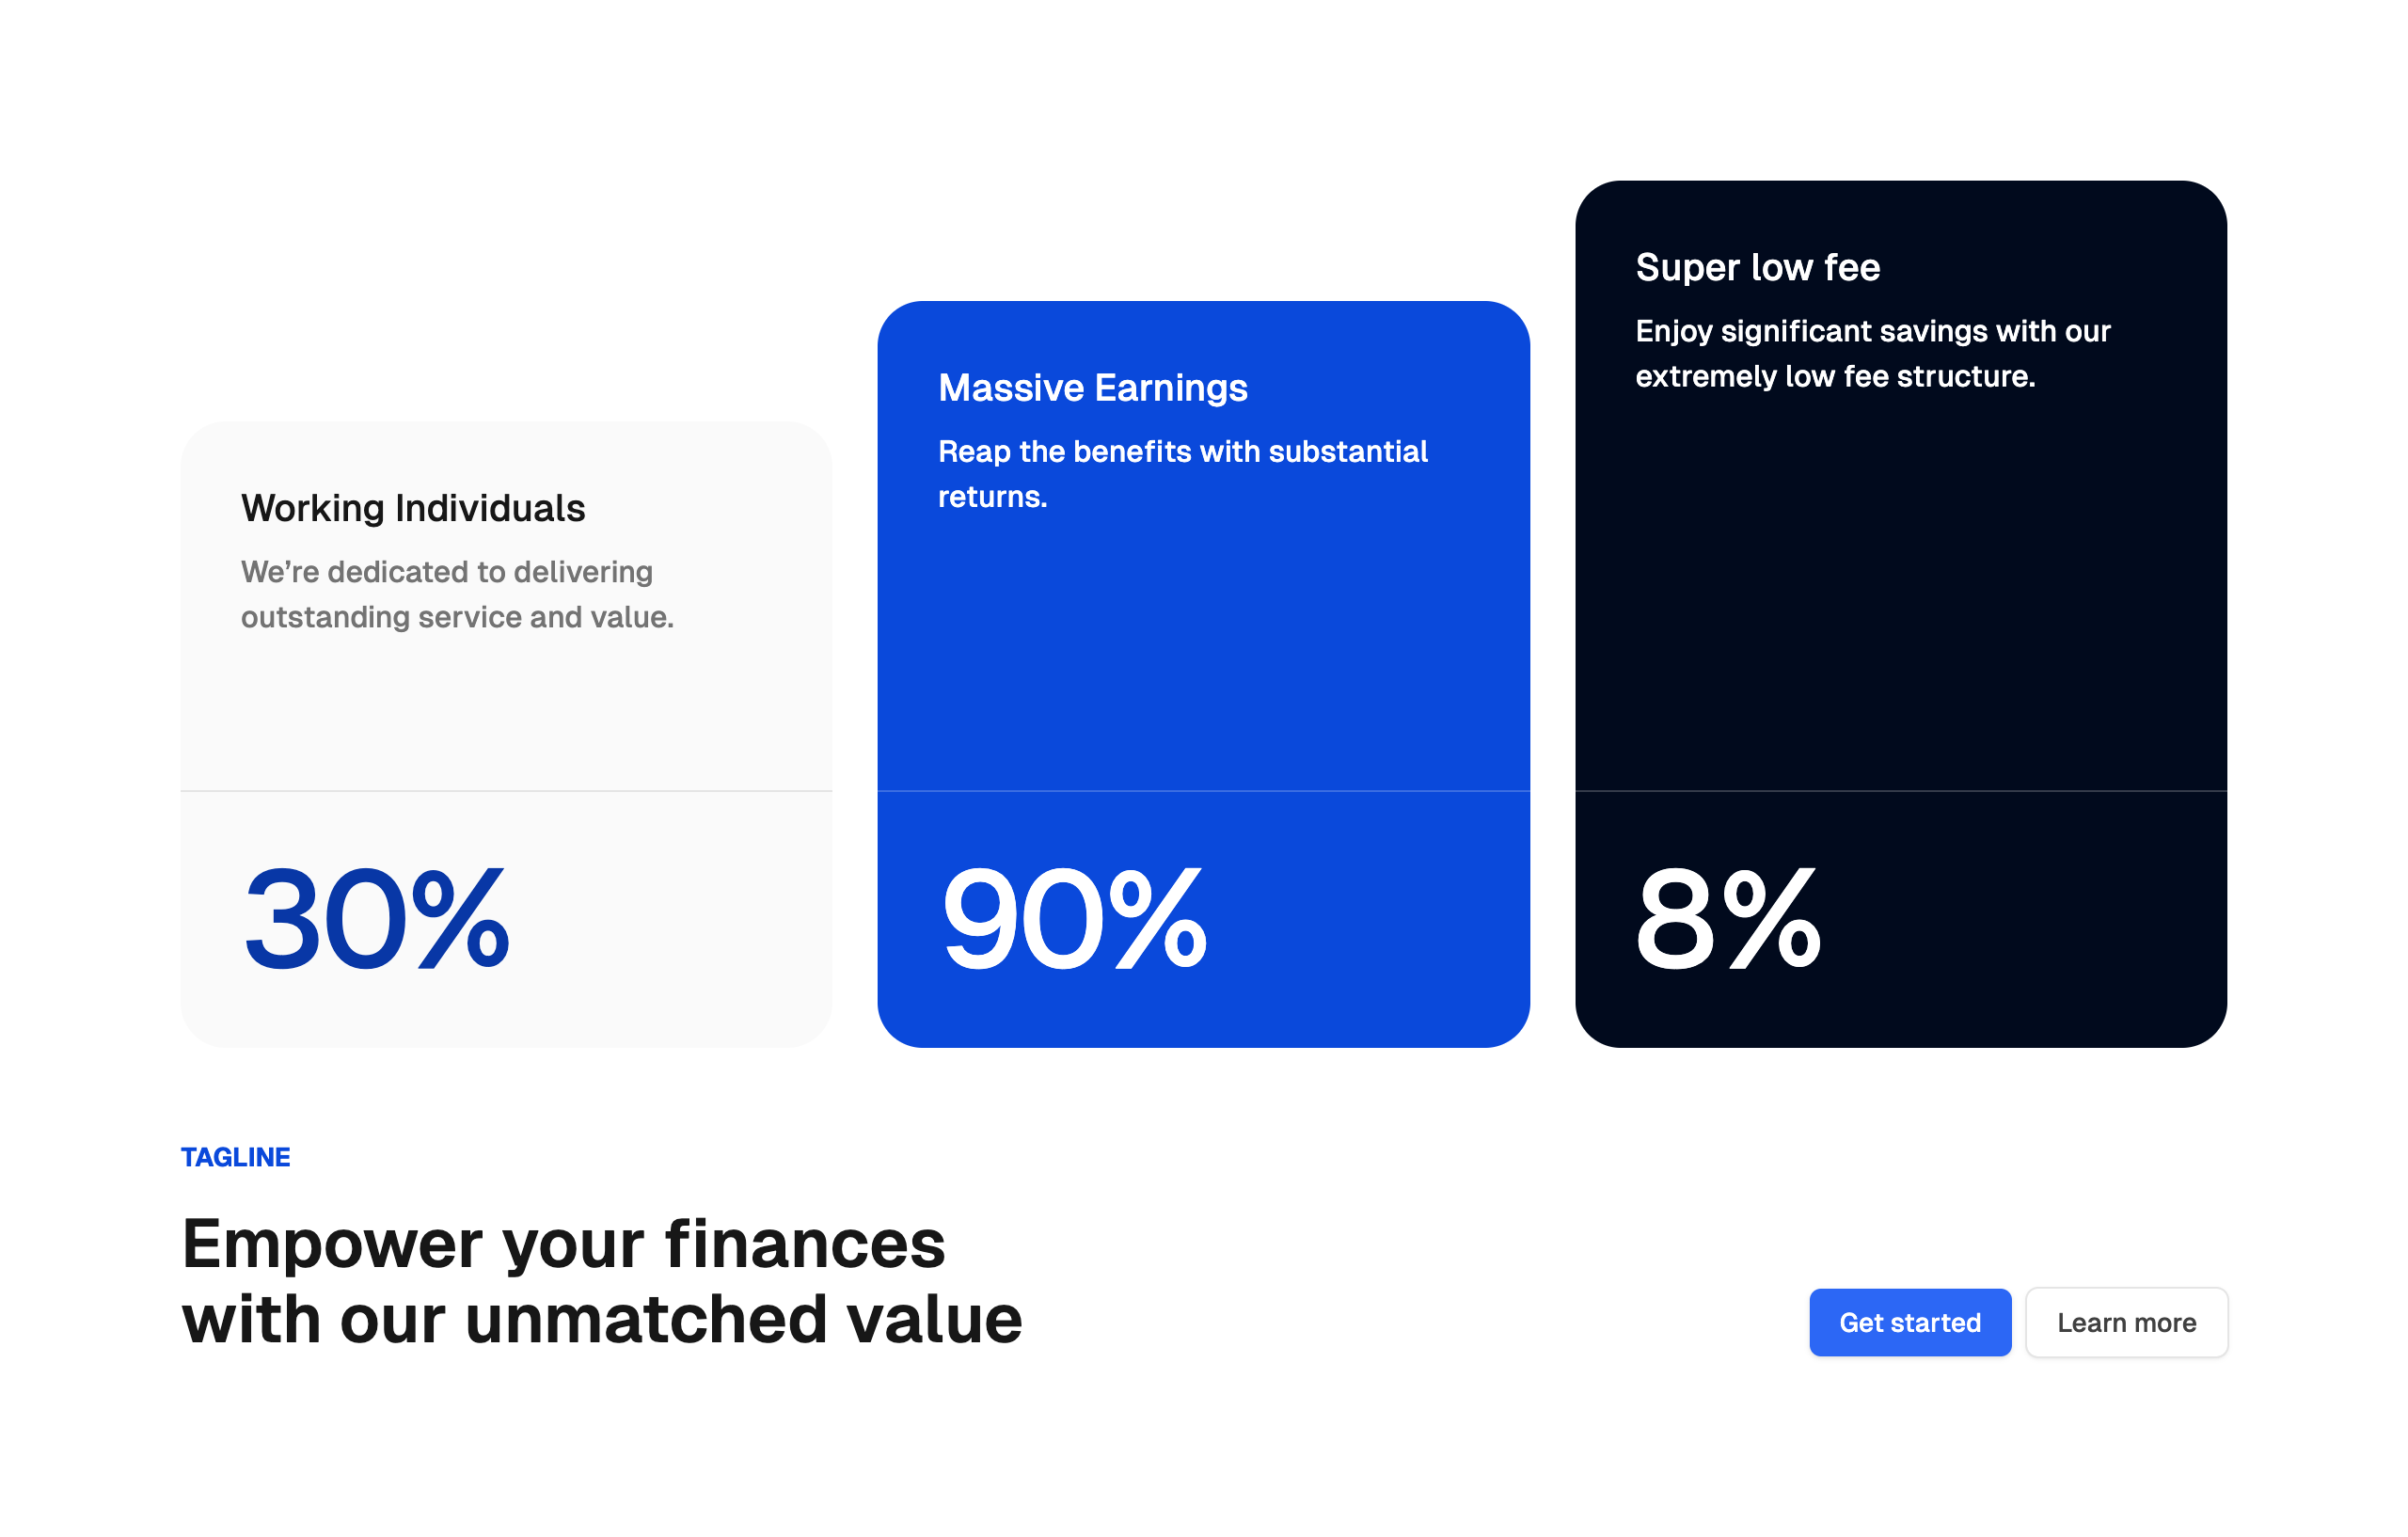 Working Individuals
We’re dedicated to delivering
outstanding service and value.
30%
Massive Earnings
Reap the benefits with substantial
returns.
90%
Super low fee
Enjoy significant savings with our
extremely low fee structure.
8%
TAGLINE
Empower your finances
with our unmatched value
Get started
Learn more